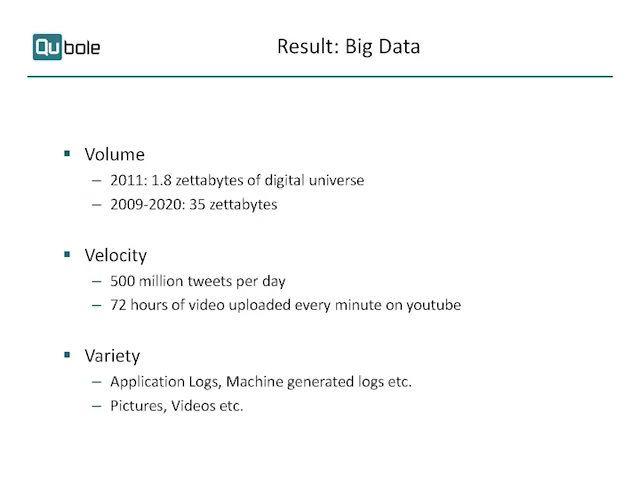 Qubole
Result: Big Data
Volume
– 2011: 1.8 zettabytes of digital universe
– 2009-2020: 35 zettabytes
Velocity
– 500 million tweets per day
– 72 hours of video uploaded every minute on youtube
Variety
– Application Logs, Machine generated logs etc.
– Pictures, Videos etc.